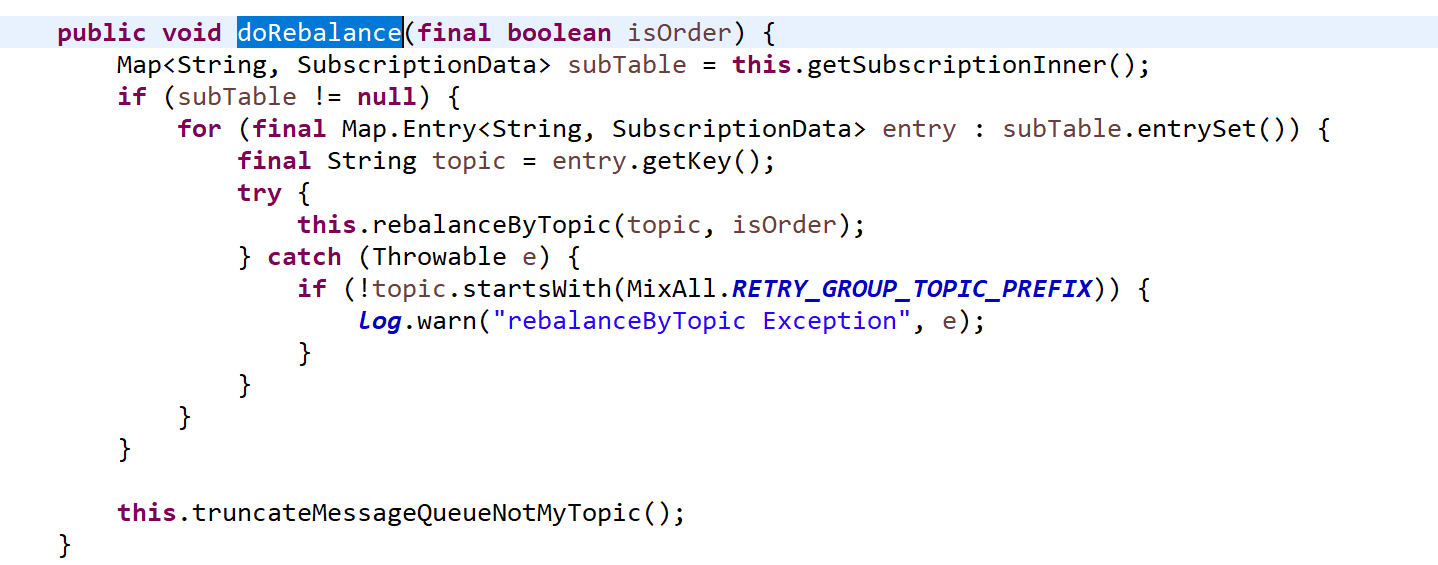 public void doRebalance(final boolean isOrder) {
    Map<String, SubscriptionData> subTable = this.getSubscriptionInner();
    if (subTable != null) {
        for (final Map.Entry<String, SubscriptionData> entry : subTable.entrySet()) {
            final String topic = entry.getKey();
            try {
                this.rebalanceByTopic(topic, isOrder);
            } catch (Throwable e) {
                if (!topic.startsWith(MixAll.RETRY_GROUP_TOPIC_PREFIX)) {
                    log.warn("rebalanceByTopic Exception", e);
                }
            }
        }
    }

    this.truncateMessageQueueNotMyTopic();
}